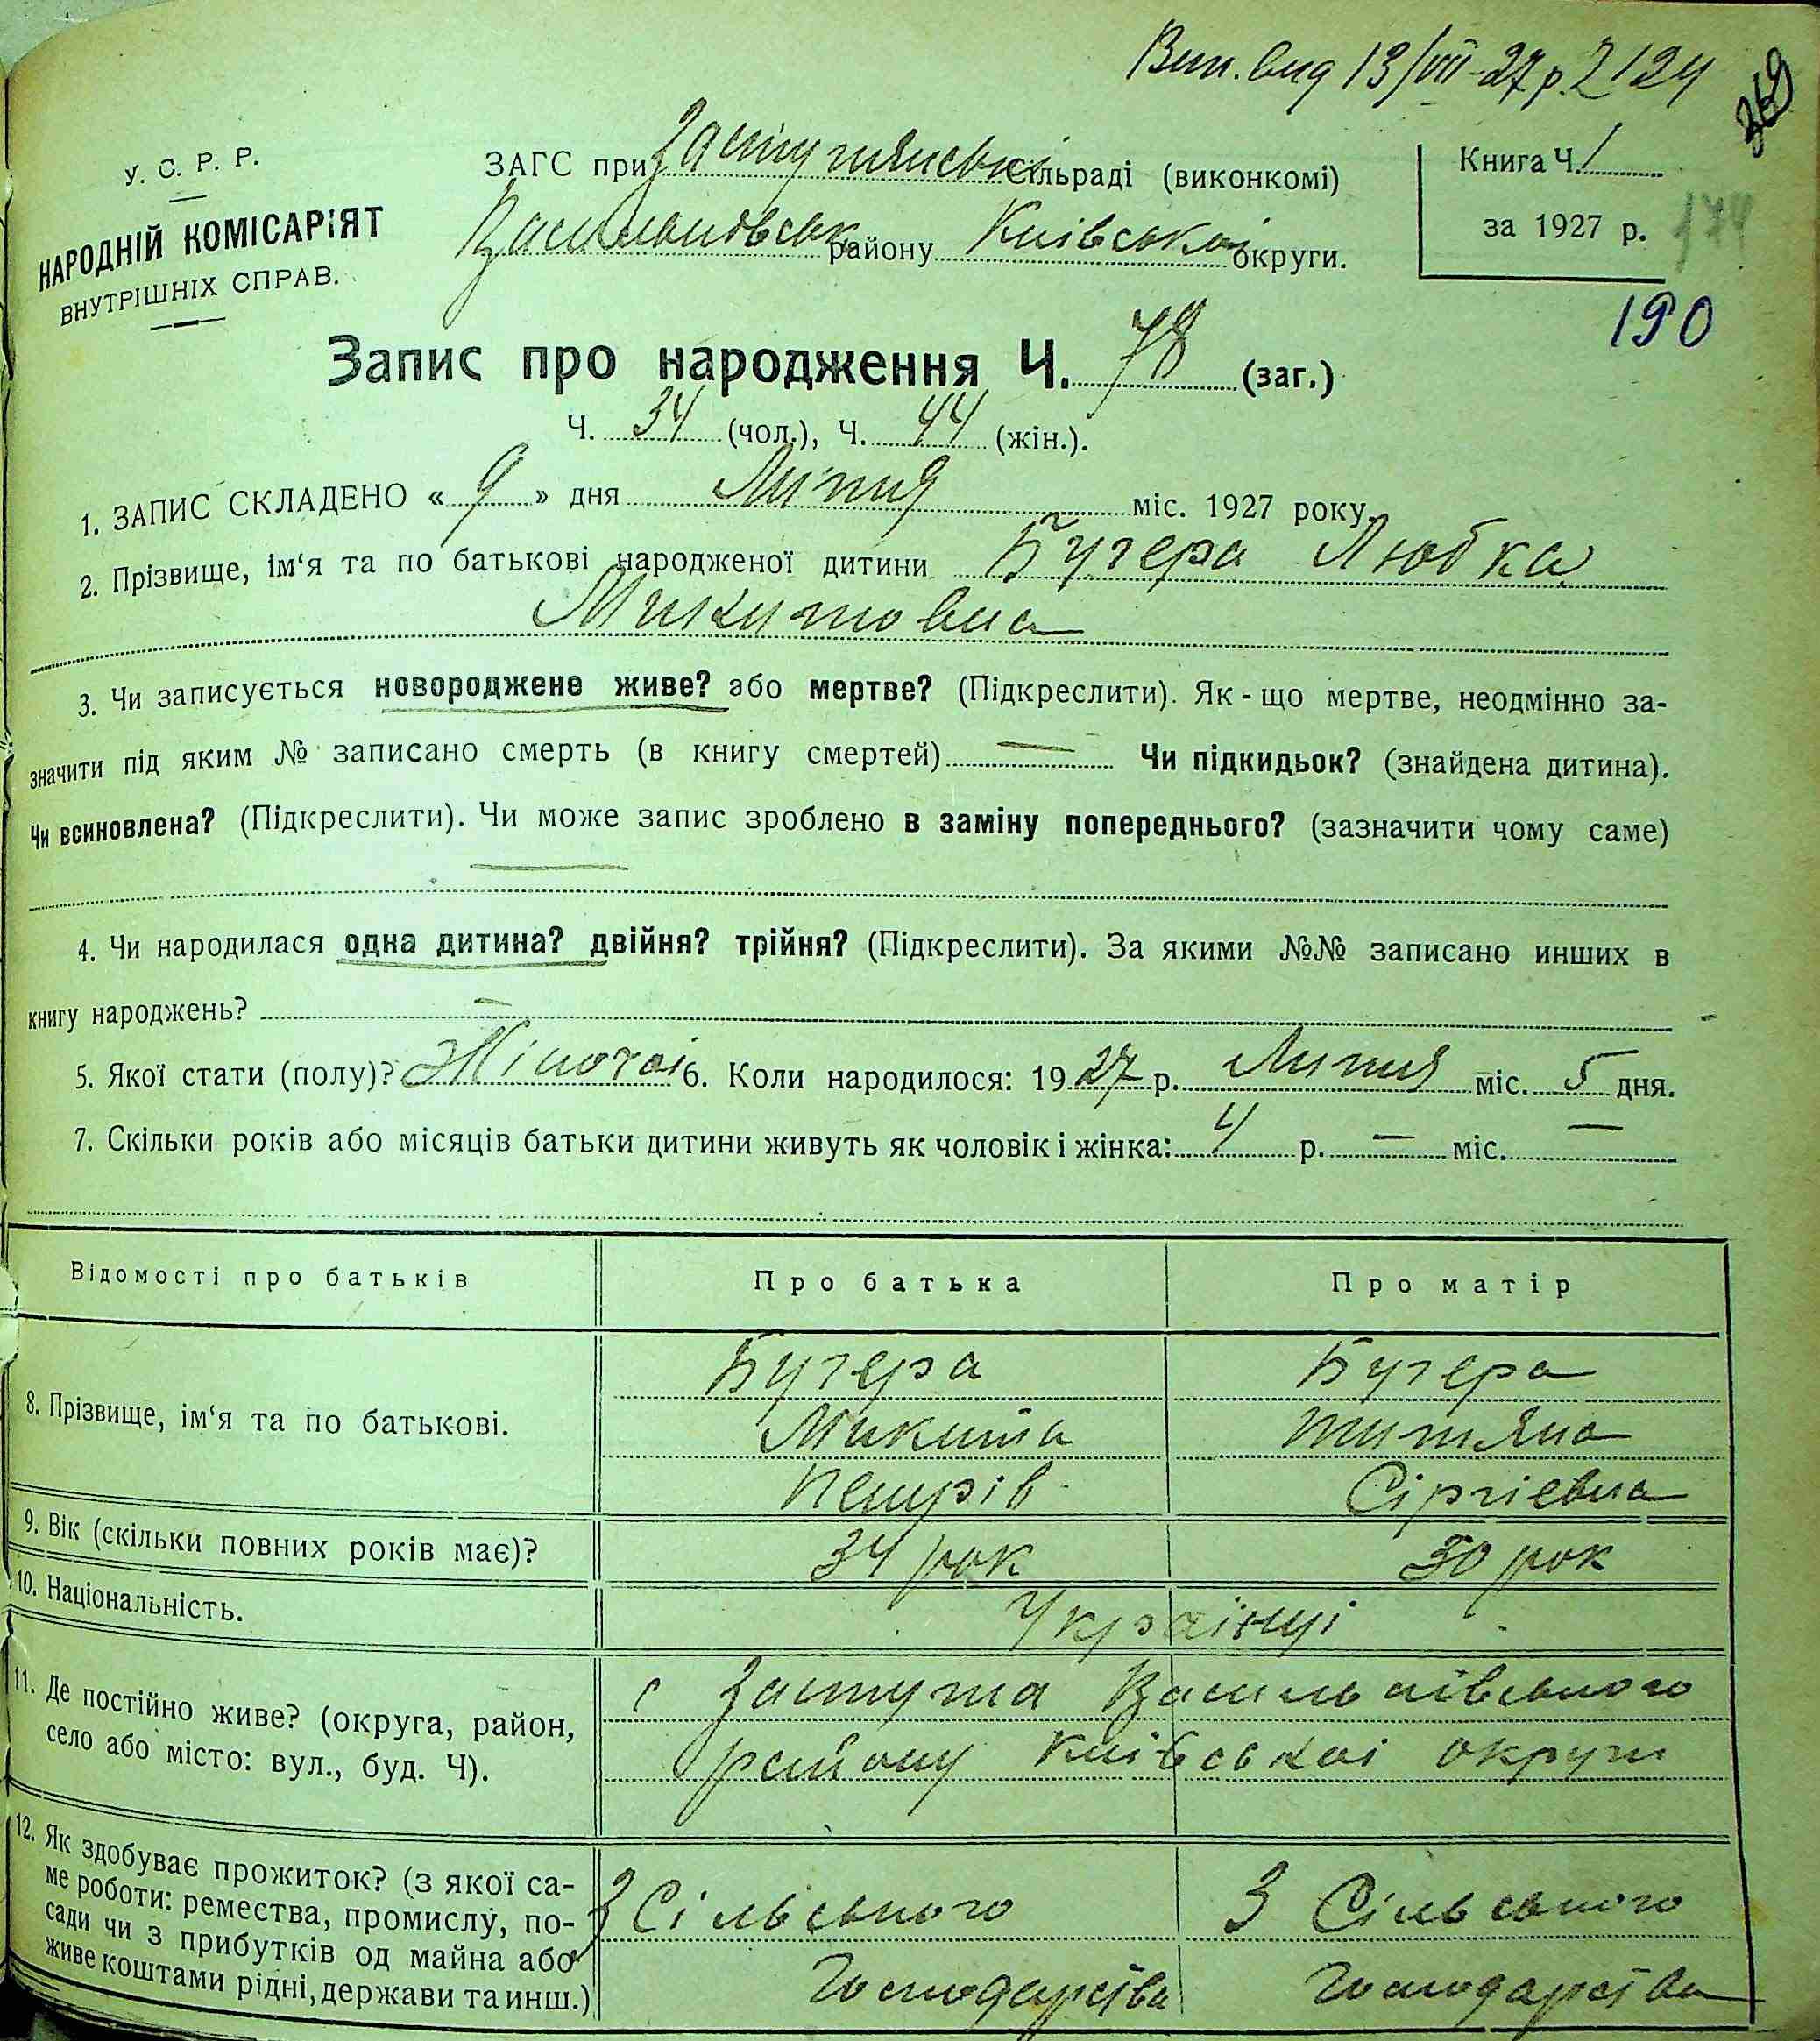 Вип. вид 13/VII-27 р. 2124
369
У. С. Р. Р.
НАРОДНІЙ КОМІСАРІЯТ
ВНУТРІШНІХ СПРАВ.
ЗАГС при Застугнянські Сільраді (виконкомі)
району Київської округи.
Книга Ч. 1
за 1927 р.
174
190
Запис про народження Ч. 78 (заг.)
Ч. 34 (чол.), Ч. 44 (жін.).
1. ЗАПИС СКЛАДЕНО « 9 » дня Липня міс. 1927 року.
2. Прізвище, ім‘я та по батькові народженої дитини Бугера Любка
Микитовна
3. Чи записується новороджене живе? або мертве? (Підкреслити). Як - що мертве, неодмінно за-
значити під яким № записано смерть (в книгу смертей) — Чи підкидьок? (знайдена дитина).
Чи всиновлена? (Підкреслити). Чи може запис зроблено в заміну попереднього? (зазначити чому саме)
—
4. Чи народилася одна дитина? двійня? трійня? (Підкреслити). За якими №№ записано инших в
книгу народжень? —
5. Якої стати (полу)? Жіночоі 6. Коли народилося: 1927 р. Липня міс. 5 дня.
7. Скільки років або місяців батьки дитини живуть як чоловік і жінка: 4 р. — міс. —
Відомості про батьків Про батька Про матір
8. Прізвище, ім‘я та по батькові.
Бугера Бугера
Микита Титяна
Петрів Сіргієвна
9. Вік (скільки повних років має)? 34 рок 30 рок
10. Національність. Украінці
11. Де постійно живе? (округа, район,
село або місто: вул., буд. Ч).
с Застугна Васильківського
району Київськоі округи
12. Як здобуває прожиток? (з якої са-
ме роботи: ремества, промислу, по-
сади чи з прибутків од майна або
живе коштами рідні, держави та инш.)
З Сільського З Сільського
Господарства Господарства